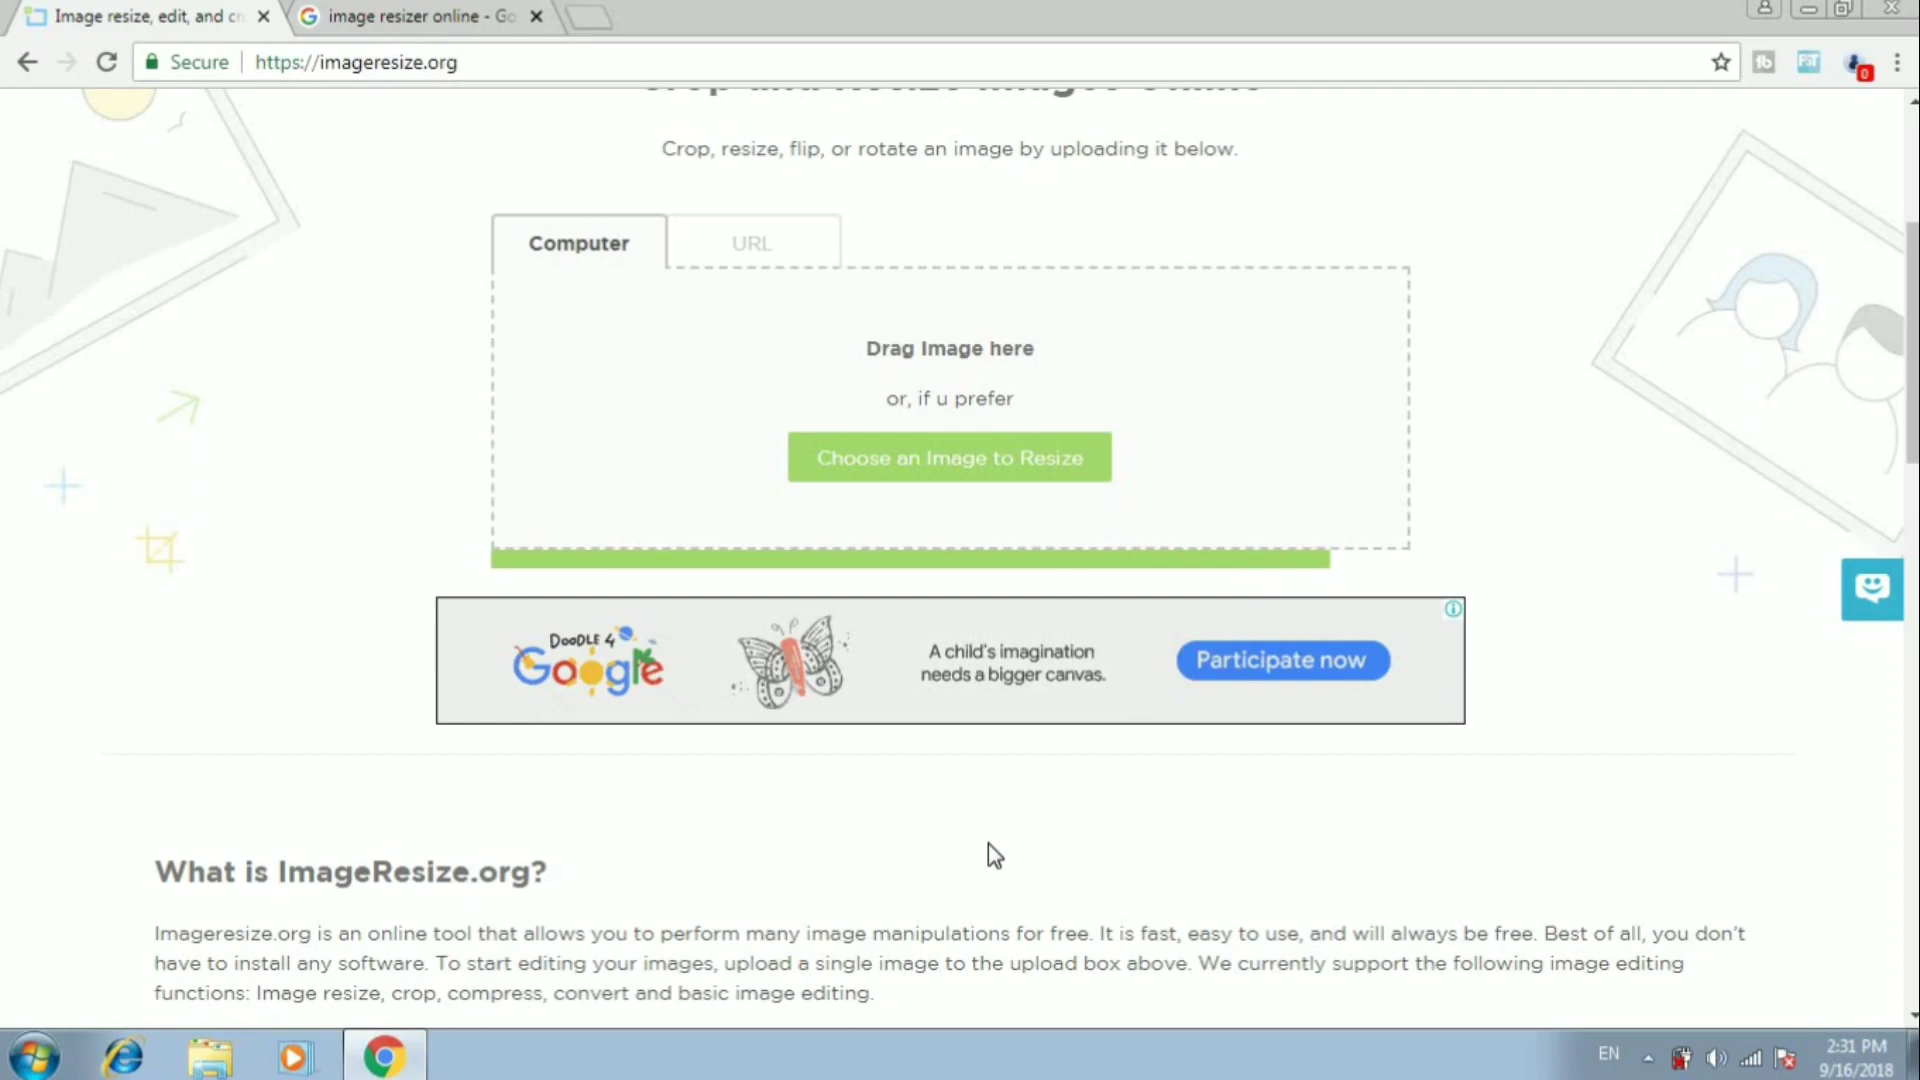 Image resize, edit, and cr
image resizer online - Go
Secure
https://imageresize.org
Crop and Resize Images Online
Crop, resize, flip, or rotate an image by uploading it below.
Computer
URL
Drag Image here
or, if u prefer
Choose an Image to Resize
DOODLE 4
Google
A child's imagination
needs a bigger canvas.
Participate now
What is ImageResize.org?
Imageresize.org is an online tool that allows you to perform many image manipulations for free. It is fast, easy to use, and will always be free. Best of all, you don't
have to install any software. To start editing your images, upload a single image to the upload box above. We currently support the following image editing
functions: Image resize, crop, compress, convert and basic image editing.
EN
2:31 PM
9/16/2018